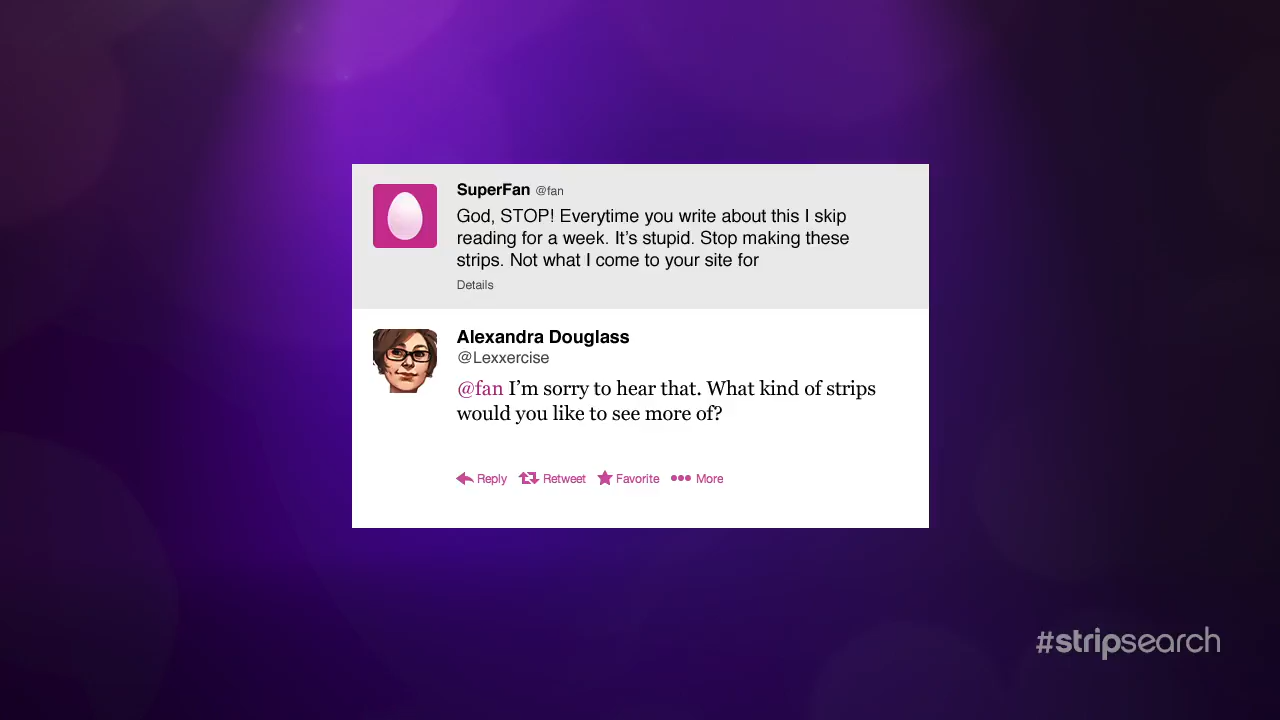 SuperFan @fan
God, STOP! Everytime you write about this I skip
reading for a week. It's stupid. Stop making these
strips. Not what I come to your site for
Details
Alexandra Douglass
@Lexxercise
@fan I'm sorry to hear that. What kind of strips
would you like to see more of?
Reply Retweet Favorite More
#stripsearch